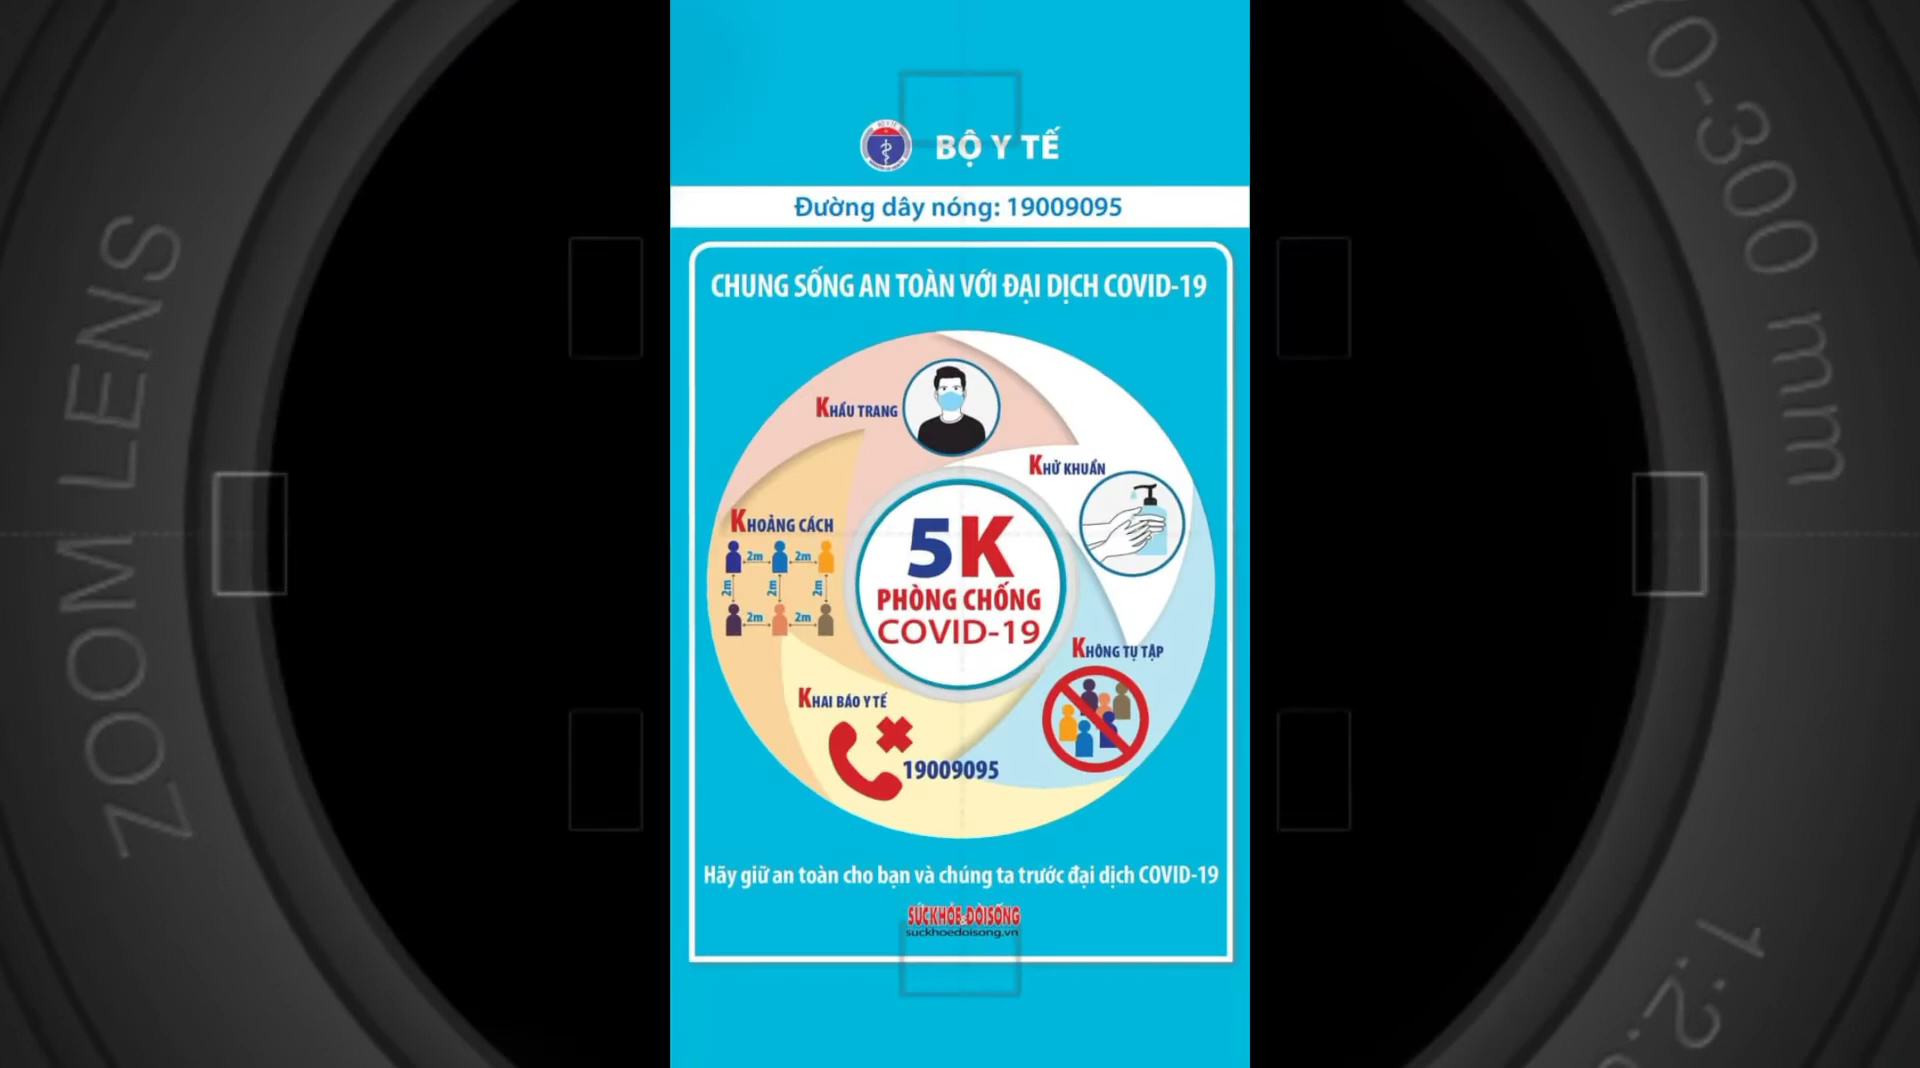 ZOOM LENS
70-300 mm
1:2.
BỘ Y TẾ
BỘ Y TẾ
Đường dây nóng: 19009095
CHUNG SỐNG AN TOÀN VỚI ĐẠI DỊCH COVID-19
KHẨU TRANG
KHỬ KHUẨN
KHOẢNG CÁCH
2m 2m
2m 2m 2m
2m 2m
5K
PHÒNG CHỐNG
COVID-19
KHÔNG TỤ TẬP
KHAI BÁO Y TẾ
19009095
Hãy giữ an toàn cho bạn và chúng ta trước đại dịch COVID-19
SỨCKHỎE&ĐỜISỐNG
suckhoedoisong.vn